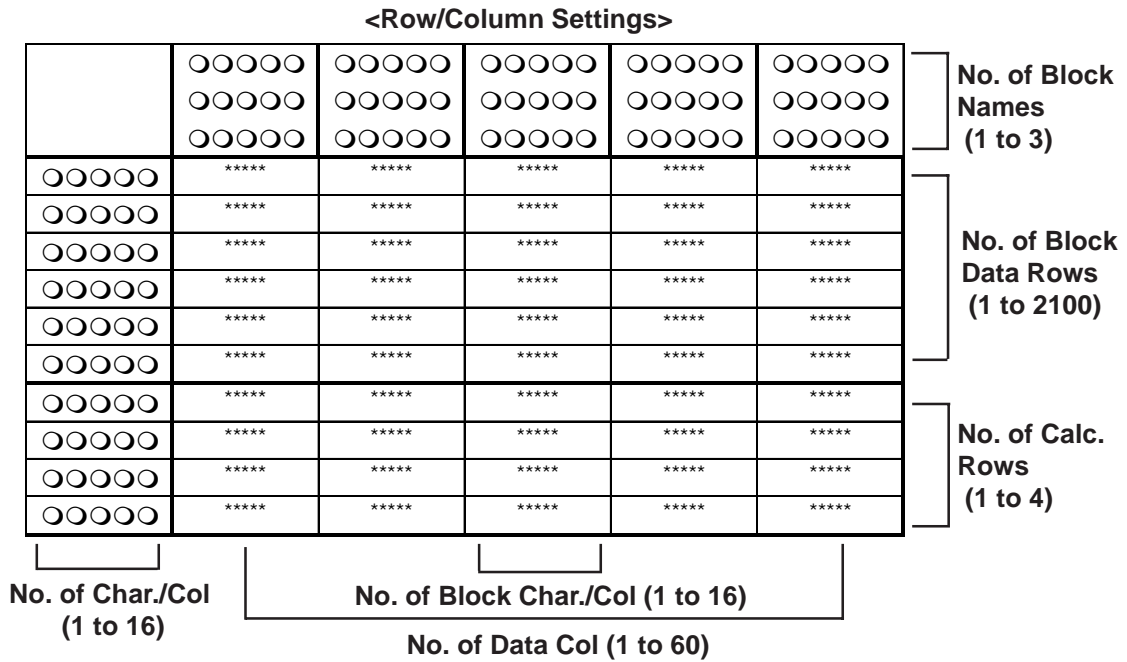 <Row/Column Settings>
○○○○○ ○○○○○ ○○○○○ ○○○○○ ○○○○○
○○○○○ ○○○○○ ○○○○○ ○○○○○ ○○○○○
○○○○○ ○○○○○ ○○○○○ ○○○○○ ○○○○○
No. of Block
Names
(1 to 3)
○○○○○ ***** ***** ***** ***** *****
○○○○○ ***** ***** ***** ***** *****
○○○○○ ***** ***** ***** ***** *****
○○○○○ ***** ***** ***** ***** *****
○○○○○ ***** ***** ***** ***** *****
○○○○○ ***** ***** ***** ***** *****
No. of Block
Data Rows
(1 to 2100)
○○○○○ ***** ***** ***** ***** *****
○○○○○ ***** ***** ***** ***** *****
○○○○○ ***** ***** ***** ***** *****
○○○○○ ***** ***** ***** ***** *****
No. of Calc.
Rows
(1 to 4)
No. of Char./Col
(1 to 16)
No. of Block Char./Col (1 to 16)
No. of Data Col (1 to 60)